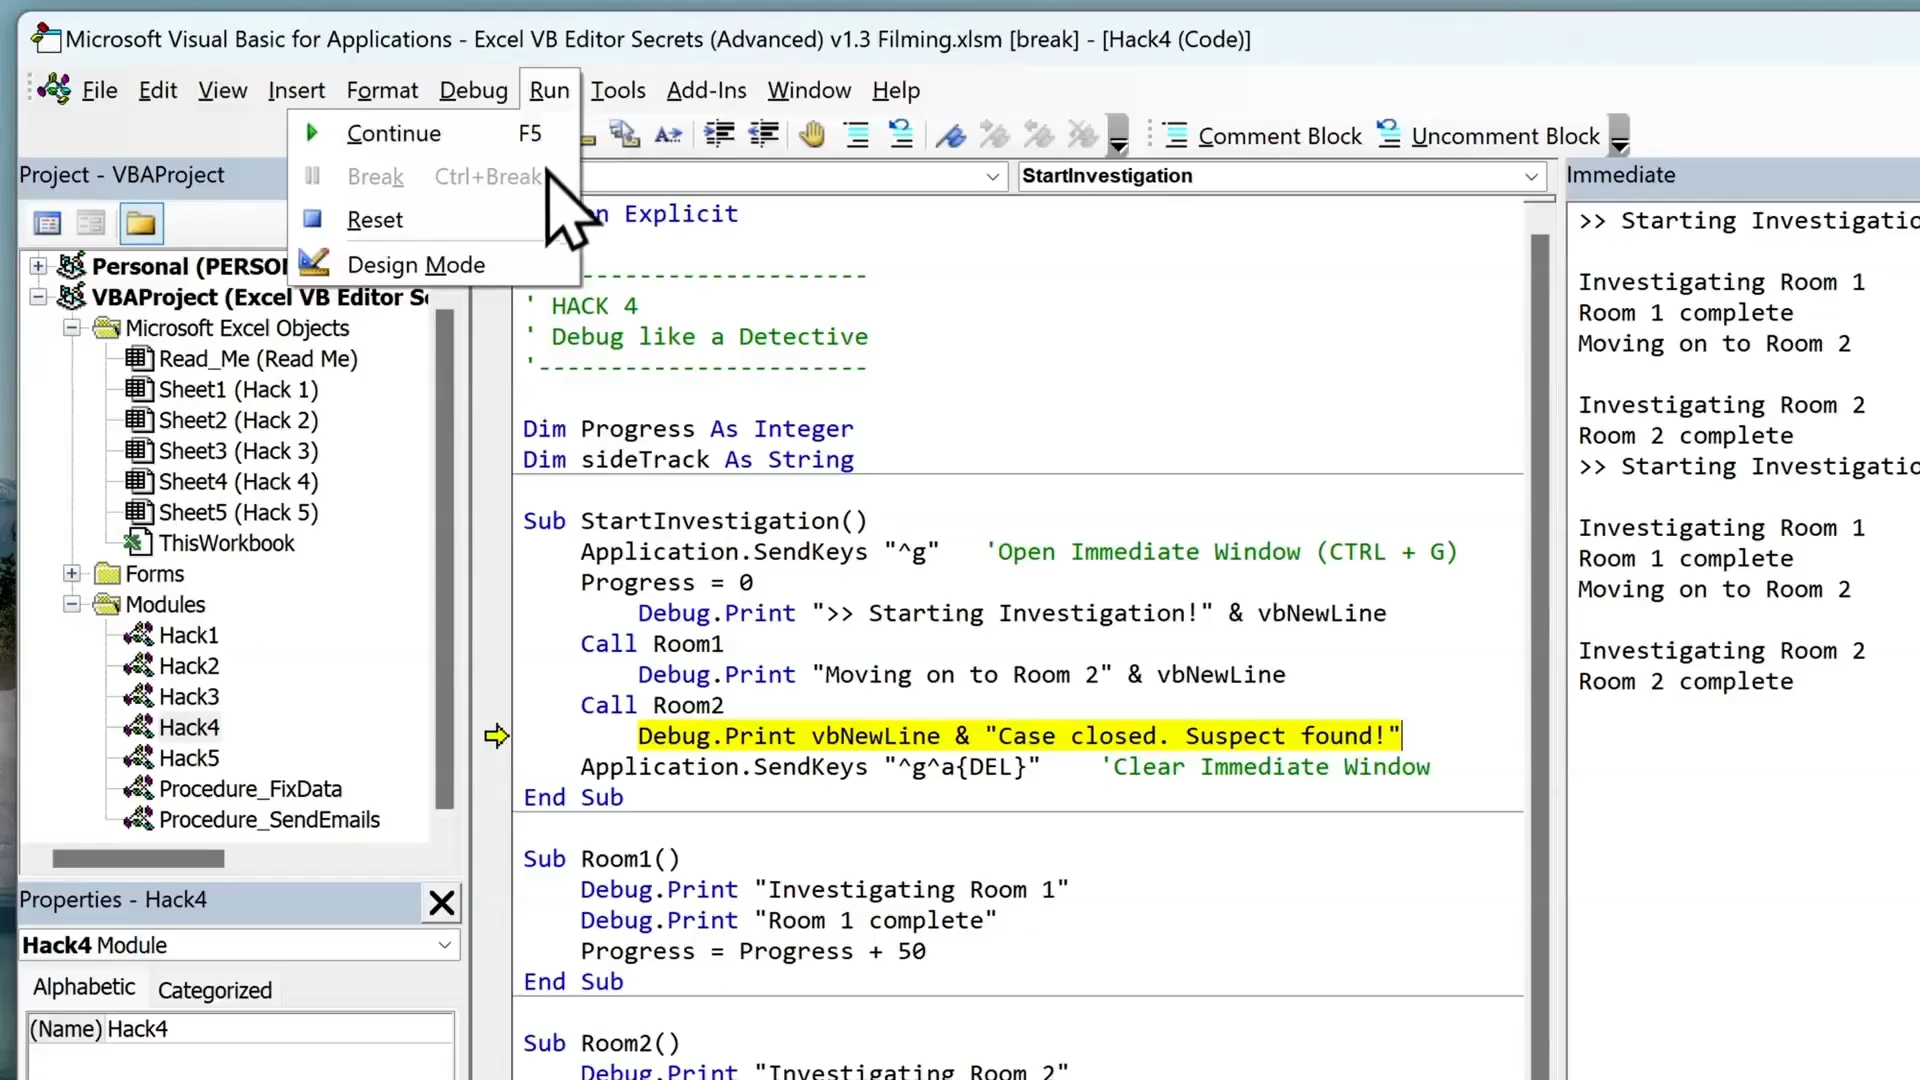 Microsoft Visual Basic for Applications - Excel VB Editor Secrets (Advanced) v1.3 Filming.xlsm [break] - [Hack4 (Code)]
File Edit View Insert Format Debug Run Tools Add-Ins Window Help
Continue F5
Break Ctrl+Break
Reset
Design Mode
A
Comment Block Uncomment Block
Project - VBAProject
Personal (PERSO
VBAProject (Excel VB Editor Se
Microsoft Excel Objects
Read_Me (Read Me)
Sheet1 (Hack 1)
Sheet2 (Hack 2)
Sheet3 (Hack 3)
Sheet4 (Hack 4)
Sheet5 (Hack 5)
ThisWorkbook
Forms
Modules
Hack1
Hack2
Hack3
Hack4
Hack5
Procedure_FixData
Procedure_SendEmails
Properties - Hack4
Hack4 Module
Alphabetic Categorized
(Name) Hack4
StartInvestigation
n Explicit
-----------------------
' HACK 4
' Debug like a Detective
'-----------------------
Dim Progress As Integer
Dim sideTrack As String
Sub StartInvestigation()
Application.SendKeys "^g" 'Open Immediate Window (CTRL + G)
Progress = 0
Debug.Print ">> Starting Investigation!" & vbNewLine
Call Room1
Debug.Print "Moving on to Room 2" & vbNewLine
Call Room2
Debug.Print vbNewLine & "Case closed. Suspect found!"
Application.SendKeys "^g^a{DEL}" 'Clear Immediate Window
End Sub
Sub Room1()
Debug.Print "Investigating Room 1"
Debug.Print "Room 1 complete"
Progress = Progress + 50
End Sub
Sub Room2()
Debug.Print "Investigating Room 2"
Immediate
>> Starting Investigatio
Investigating Room 1
Room 1 complete
Moving on to Room 2
Investigating Room 2
Room 2 complete
>> Starting Investigatio
Investigating Room 1
Room 1 complete
Moving on to Room 2
Investigating Room 2
Room 2 complete